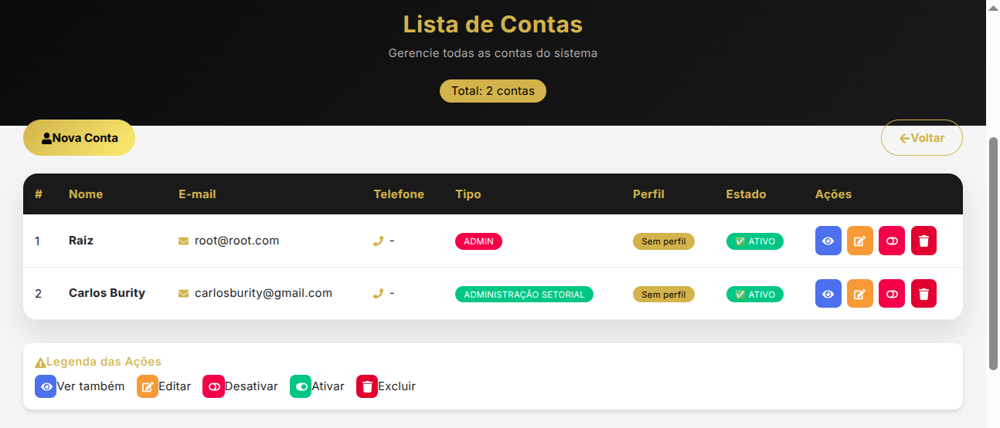 Lista de Contas
Gerencie todas as contas do sistema
Total: 2 contas
Nova Conta
Voltar
# Nome E-mail Telefone Tipo Perfil Estado Ações
1 Raiz root@root.com - ADMIN Sem perfil ✅ ATIVO
2 Carlos Burity carlosburity@gmail.com - ADMINISTRAÇÃO SETORIAL Sem perfil ✅ ATIVO
Legenda das Ações
Ver também Editar Desativar Ativar Excluir